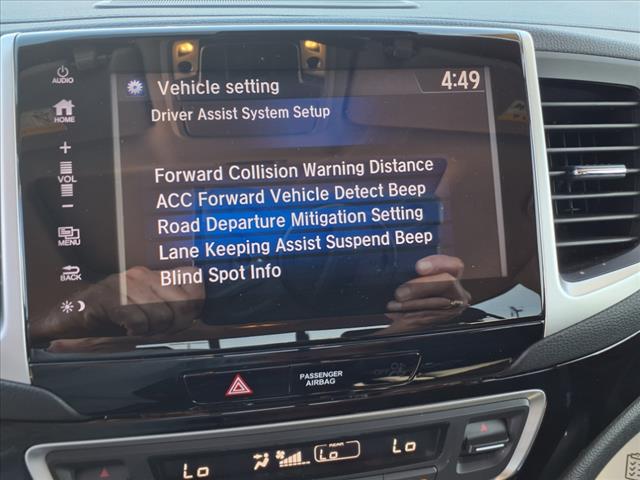 AUDIO
Vehicle setting
4:49
Driver Assist System Setup
HOME
+
VOL
−
Forward Collision Warning Distance
ACC Forward Vehicle Detect Beep
Road Departure Mitigation Setting
Lane Keeping Assist Suspend Beep
Blind Spot Info
MENU
BACK
PASSENGER
AIRBAG
REAR
Lo
Lo
Lo